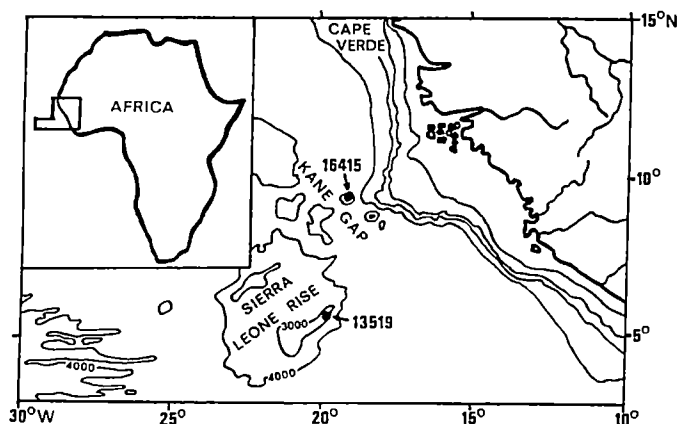 15°N
CAPE
VERDE
AFRICA
16415
10°
KANE GAP
SIERRA
LEONE RISE
3000
13519
5°
4000
4000
30°W
25°
20°
15°
10°